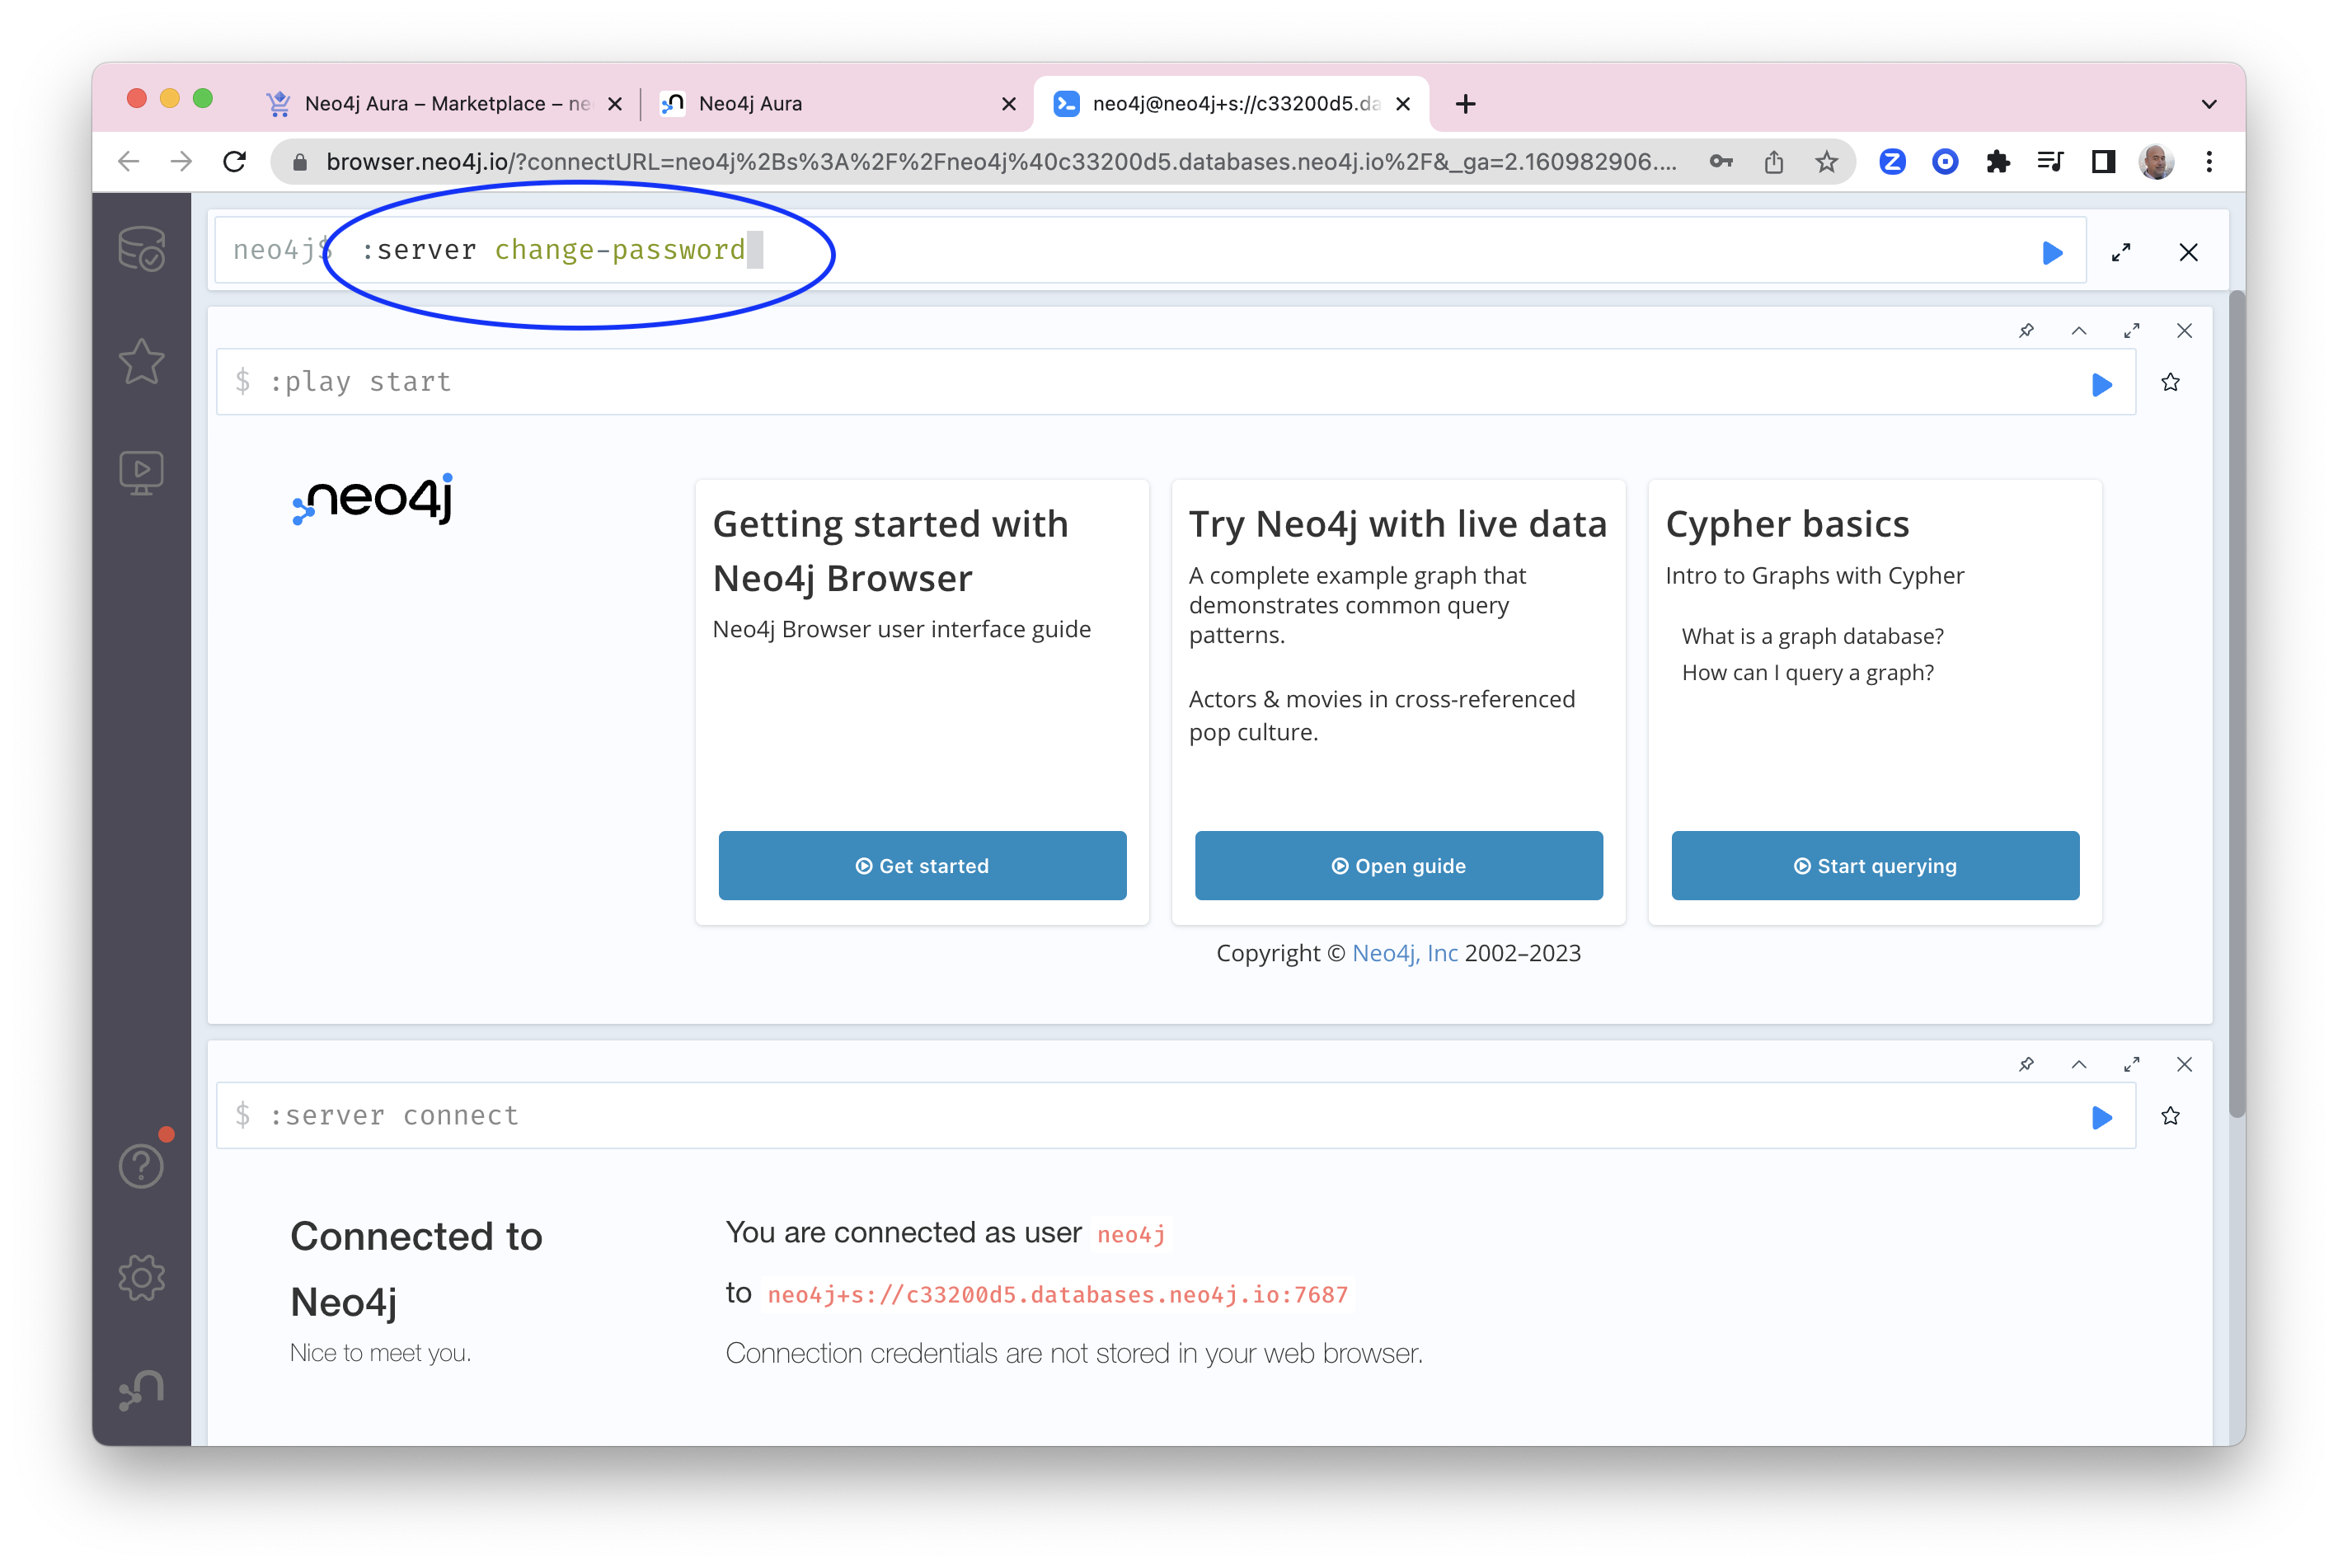 Neo4j Aura – Marketplace – ne
Neo4j Aura
neo4j@neo4j+s://c33200d5.da
browser.neo4j.io/?connectURL=neo4j%2Bs%3A%2F%2Fneo4j%40c33200d5.databases.neo4j.io%2F&_ga=2.160982906....
neo4j$ :server change-password
$ :play start
neo4j
Getting started with
Neo4j Browser
Neo4j Browser user interface guide
Get started
Try Neo4j with live data
A complete example graph that
demonstrates common query
patterns.
Actors & movies in cross-referenced
pop culture.
Open guide
Cypher basics
Intro to Graphs with Cypher
What is a graph database?
How can I query a graph?
Start querying
Copyright © Neo4j, Inc 2002–2023
$ :server connect
Connected to
Neo4j
Nice to meet you.
You are connected as user neo4j
to neo4j+s://c33200d5.databases.neo4j.io:7687
Connection credentials are not stored in your web browser.